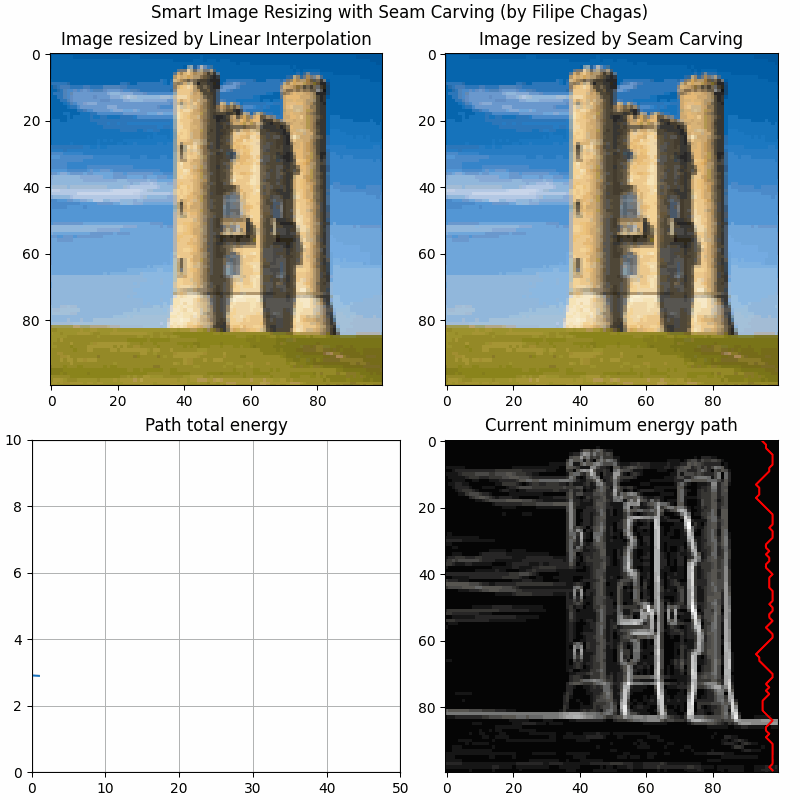 Smart Image Resizing with Seam Carving (by Filipe Chagas)
Image resized by Linear Interpolation
Image resized by Seam Carving
0
20
40
60
80
0 20 40 60 80
0
20
40
60
80
0 20 40 60 80
Path total energy
Current minimum energy path
10
8
6
4
2
0
0 10 20 30 40 50
0
20
40
60
80
0 20 40 60 80